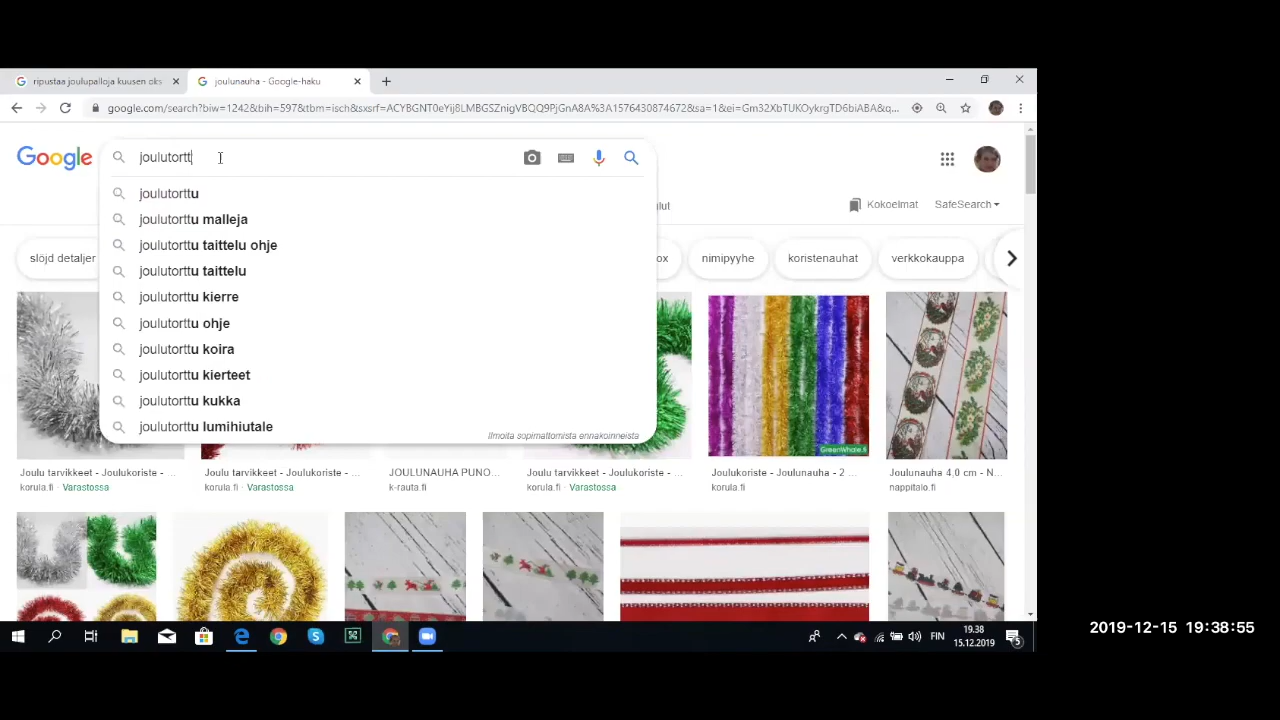 ripustaa joulupalloja kuusen oks
joulunauha - Google-haku
google.com/search?biw=1242&bih=597&tbm=isch&sxsrf=ACYBGNT0eYij8LMBGSZnigVBQQ9PjGnA8A%3A1576430874672&sa=1&ei=Gm32XbTUKOykrgTD6biABA&q...
Google
joulutortt
joulutorttu
joulutorttu malleja
joulutorttu taittelu ohje
joulutorttu taittelu
joulutorttu kierre
joulutorttu ohje
joulutorttu koira
joulutorttu kierteet
joulutorttu kukka
joulutorttu lumihiutale
Ilmoita sopimattomista ennakoinneista
lut
Kokoelmat
SafeSearch
slöjd detaljer
ox
nimipyyhe
koristenauhat
verkkokauppa
GreenWhale.fi
Joulu tarvikkeet - Joulukoriste - ...
korula.fi · Varastossa
Joulu tarvikkeet - Joulukoriste - ...
korula.fi · Varastossa
JOULUNAUHA PUNO...
k-rauta.fi
Joulu tarvikkeet - Joulukoriste - ...
korula.fi · Varastossa
Joulukoriste - Joulunauha - 2 ...
korula.fi
Joulunauha 4,0 cm - N...
nappitalo.fi
FIN
19.38
15.12.2019
5
2019-12-15 19:38:55